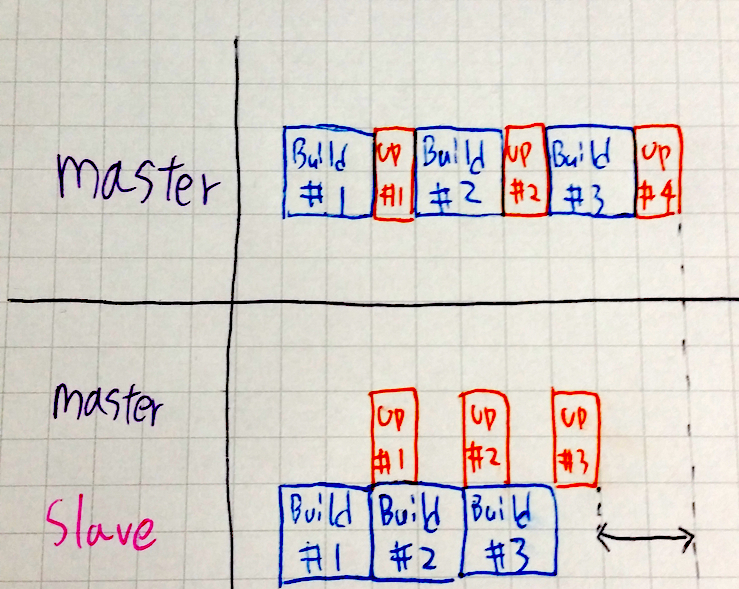 master
Build #1
up #1
Build #2
up #2
Build #3
up #4
master
up #1
up #2
up #3
Slave
Build #1
Build #2
Build #3